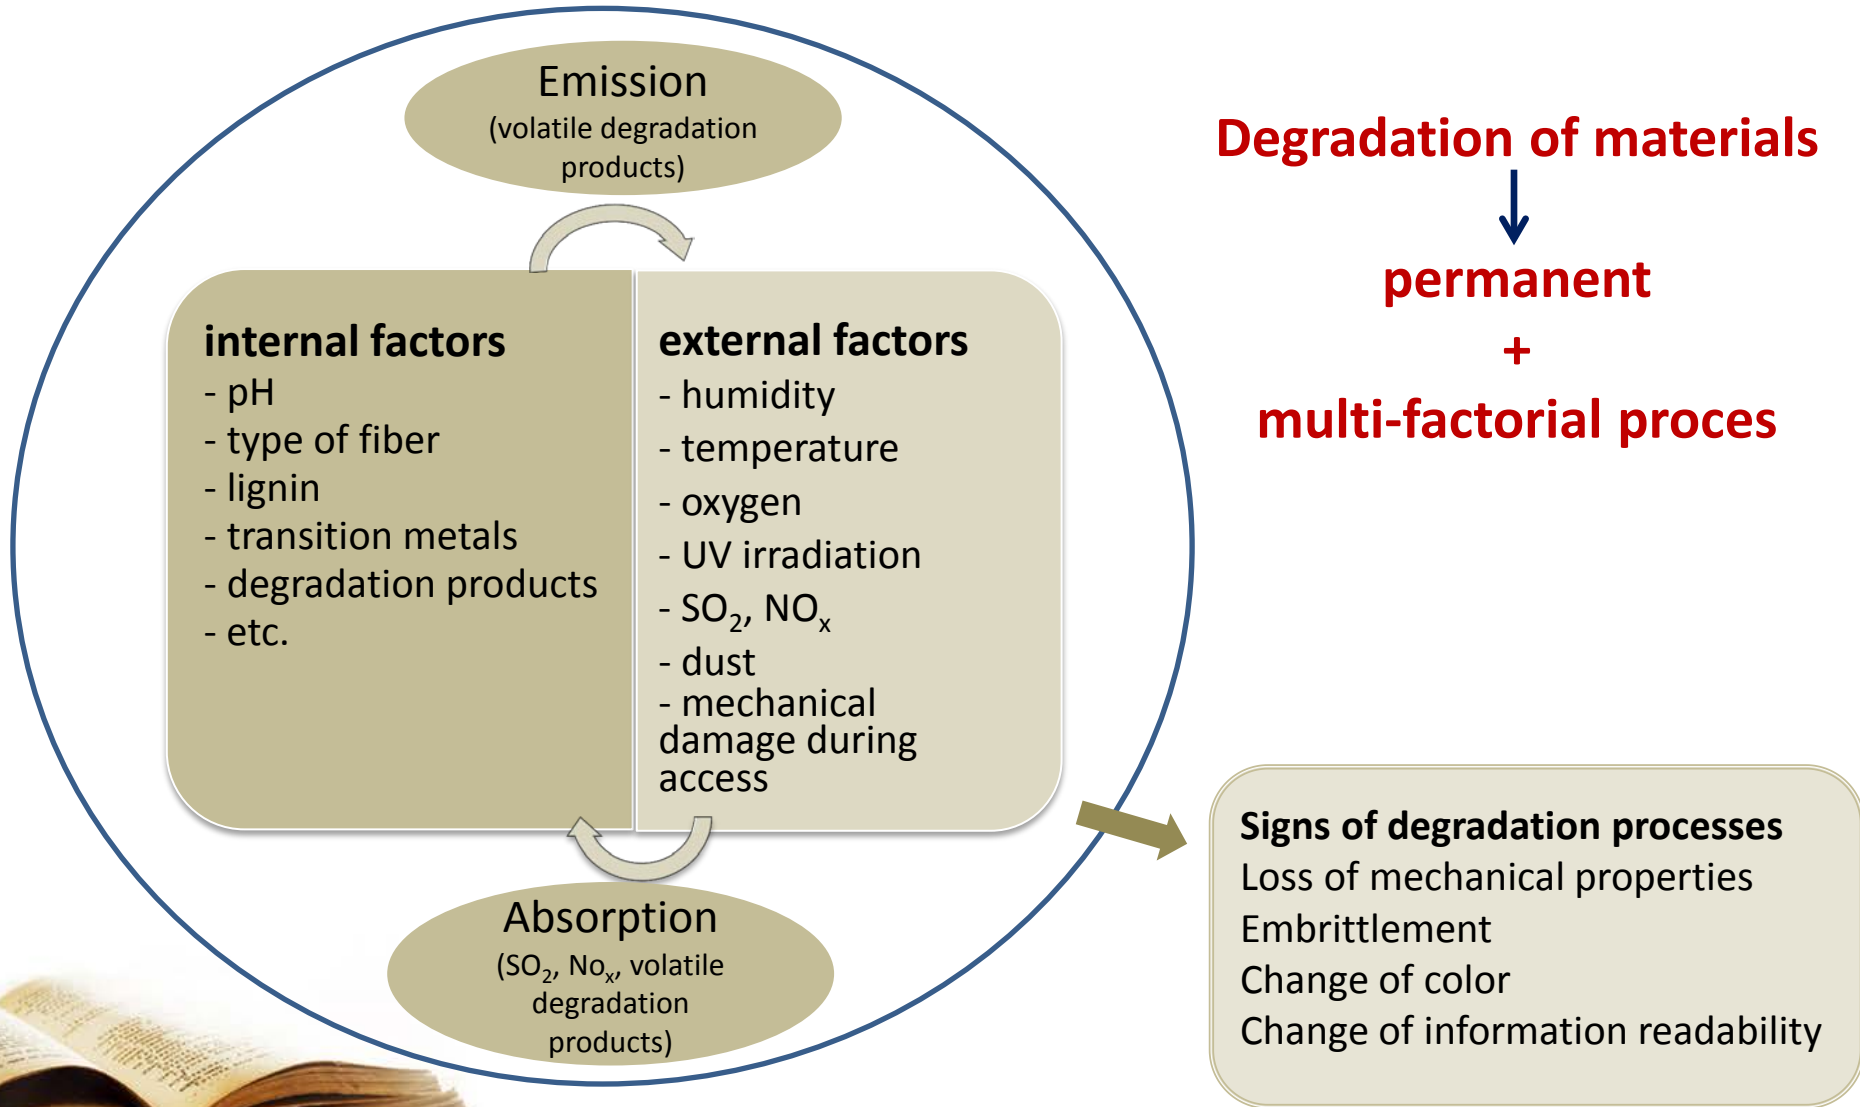 Emission
(volatile degradation
products)
internal factors
- pH
- type of fiber
- lignin
- transition metals
- degradation products
- etc.
external factors
- humidity
- temperature
- oxygen
- UV irradiation
- SO₂, NOₓ
- dust
- mechanical
damage during
access
Absorption
(SO₂, Noₓ, volatile
degradation
products)
Degradation of materials
permanent
+
multi-factorial proces
Signs of degradation processes
Loss of mechanical properties
Embrittlement
Change of color
Change of information readability